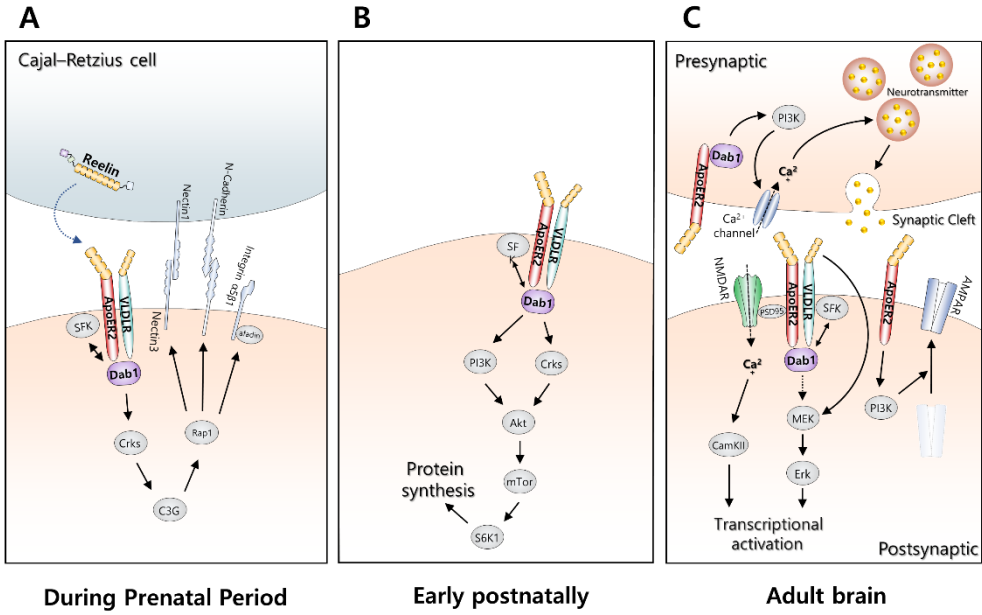 A
Cajal–Retzius cell
Reelin
Nectin1
N-Cadherin
Integrin α5β1
ApoER2
VLDLR
SFK
Nectin3
afadin
Dab1
Crks
Rap1
C3G
During Prenatal Period
B
SF
K
ApoER2
VLDLR
Dab1
PI3K
Crks
Akt
mTor
Protein
synthesis
S6K1
Early postnatally
C
Presynaptic
Neurotransmitter
PI3K
Dab1
ApoER2
Ca2
+
Ca2
channel
Synaptic Cleft
NMDAR
PSD95
ApoER2
VLDLR
SFK
ApoER2
AMPAR
Dab1
Ca2
+
PI3K
MEK
CamKII
Erk
Transcriptional
activation
Postsynaptic
Adult brain